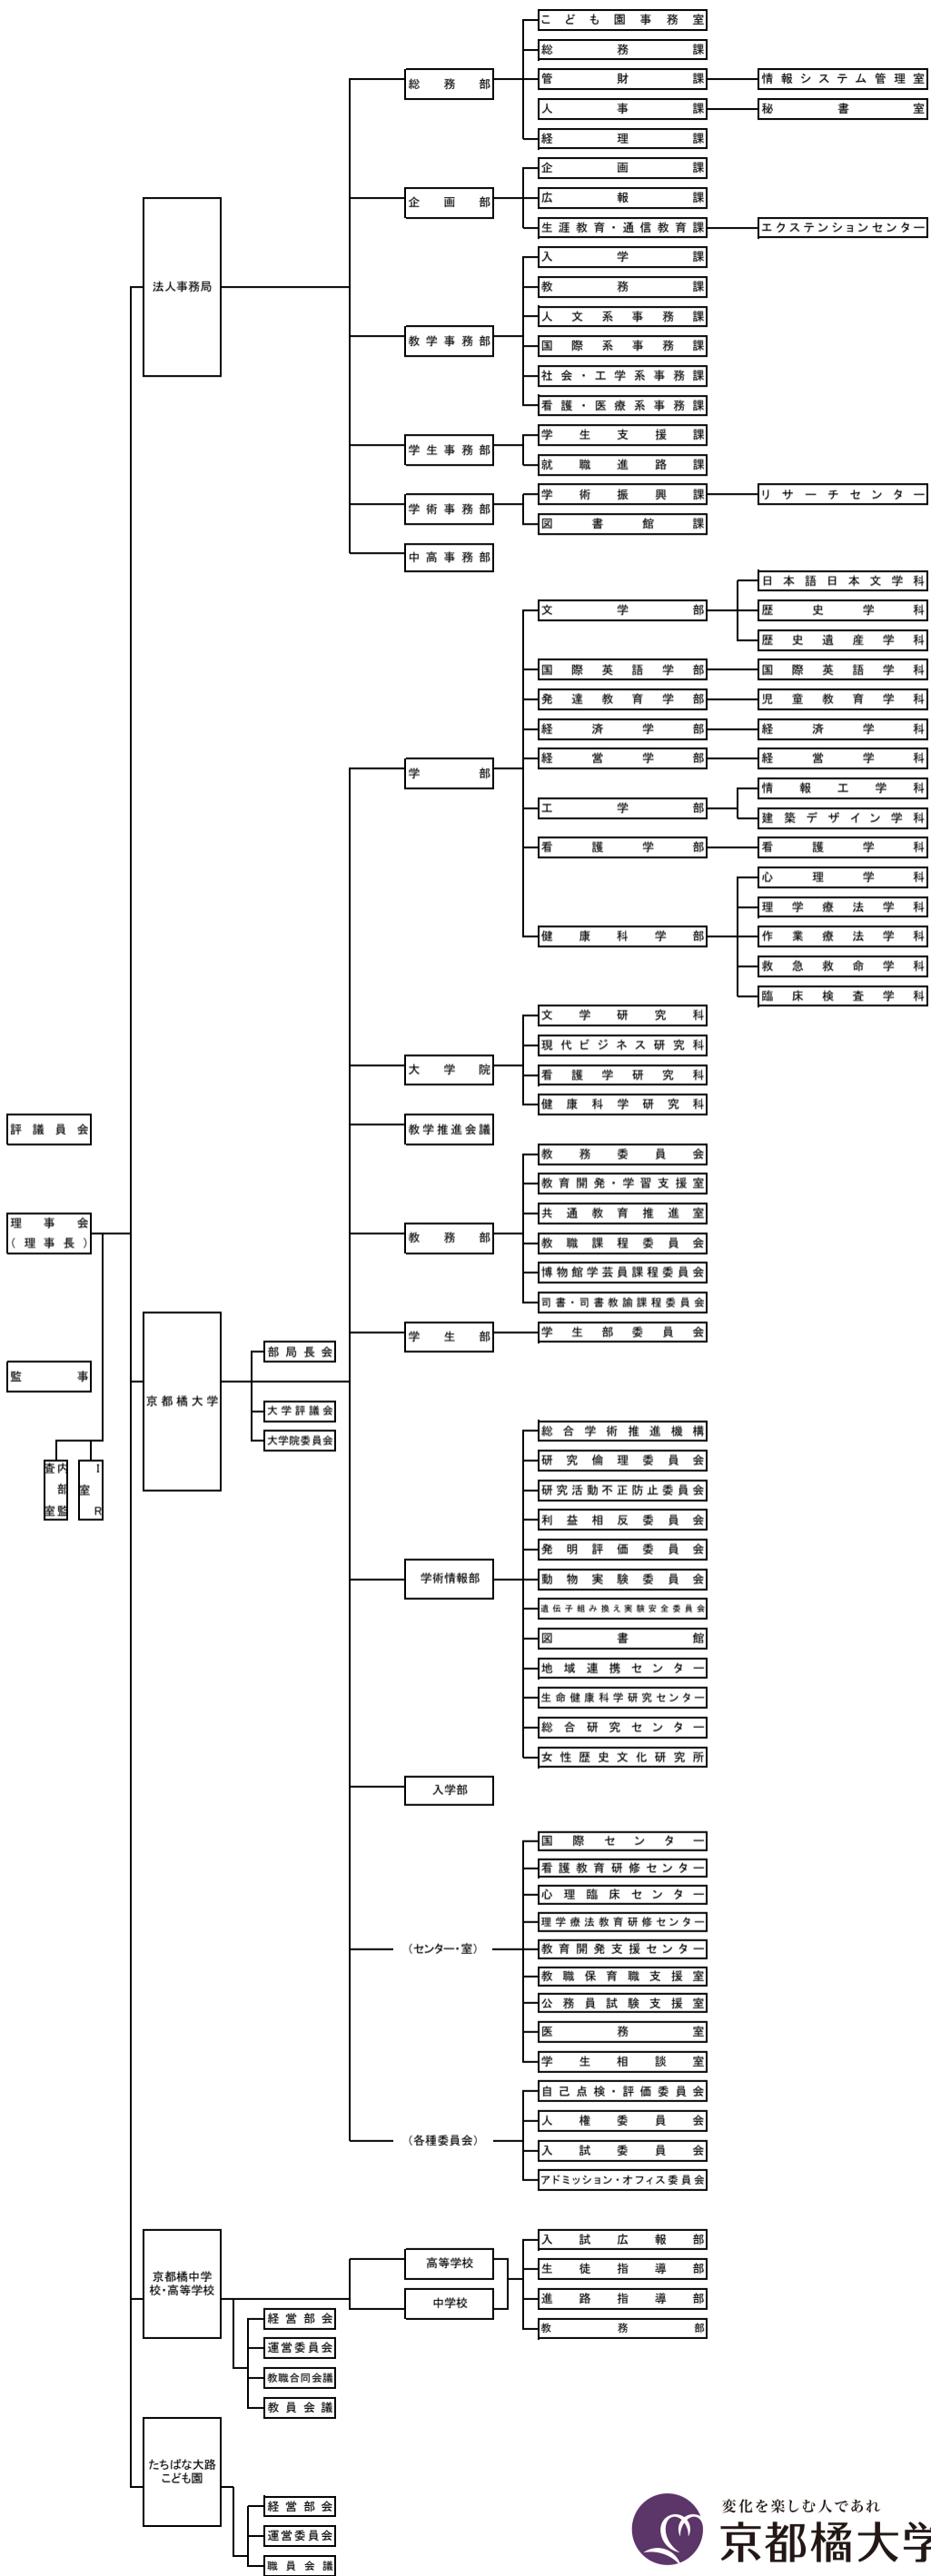 評議員会
理事会
(理事長)
監事
内部監査室
IR室
法人事務局
総務部
こども園事務室
総務課
管財課
情報システム管理室
人事課
秘書室
経理課
企画部
企画課
広報課
生涯教育・通信教育課
エクステンションセンター
教学事務部
入学課
教務課
人文系事務課
国際系事務課
社会・工学系事務課
看護・医療系事務課
学生事務部
学生支援課
就職進路課
学術事務部
学術振興課
リサーチセンター
図書館課
中高事務部
京都橘大学
部局長会
大学評議会
大学院委員会
学部
文学部
日本語日本文学科
歴史学科
歴史遺産学科
国際英語学部
国際英語学科
発達教育学部
児童教育学科
経済学部
経済学科
経営学部
経営学科
工学部
情報工学科
建築デザイン学科
看護学部
看護学科
健康科学部
心理学科
理学療法学科
作業療法学科
救急救命学科
臨床検査学科
大学院
文学研究科
現代ビジネス研究科
看護学研究科
健康科学研究科
教学推進会議
教務部
教務委員会
教育開発・学習支援室
共通教育推進室
教職課程委員会
博物館学芸員課程委員会
司書・司書教諭課程委員会
学生部
学生部委員会
学術情報部
総合学術推進機構
研究倫理委員会
研究活動不正防止委員会
利益相反委員会
発明評価委員会
動物実験委員会
遺伝子組み換え実験安全委員会
図書館
地域連携センター
生命健康科学研究センター
総合研究センター
女性歴史文化研究所
入学部
(センター・室)
国際センター
看護教育研修センター
心理臨床センター
理学療法教育研修センター
教育開発支援センター
教職保育職支援室
公務員試験支援室
医務室
学生相談室
(各種委員会)
自己点検・評価委員会
人権委員会
入試委員会
アドミッション・オフィス委員会
京都橘中学
校・高等学校
経営部会
運営委員会
教職合同会議
教員会議
高等学校
中学校
入試広報部
生徒指導部
進路指導部
教務部
たちばな大路
こども園
経営部会
運営委員会
職員会議
変化を楽しむ人であれ
京都橘大学